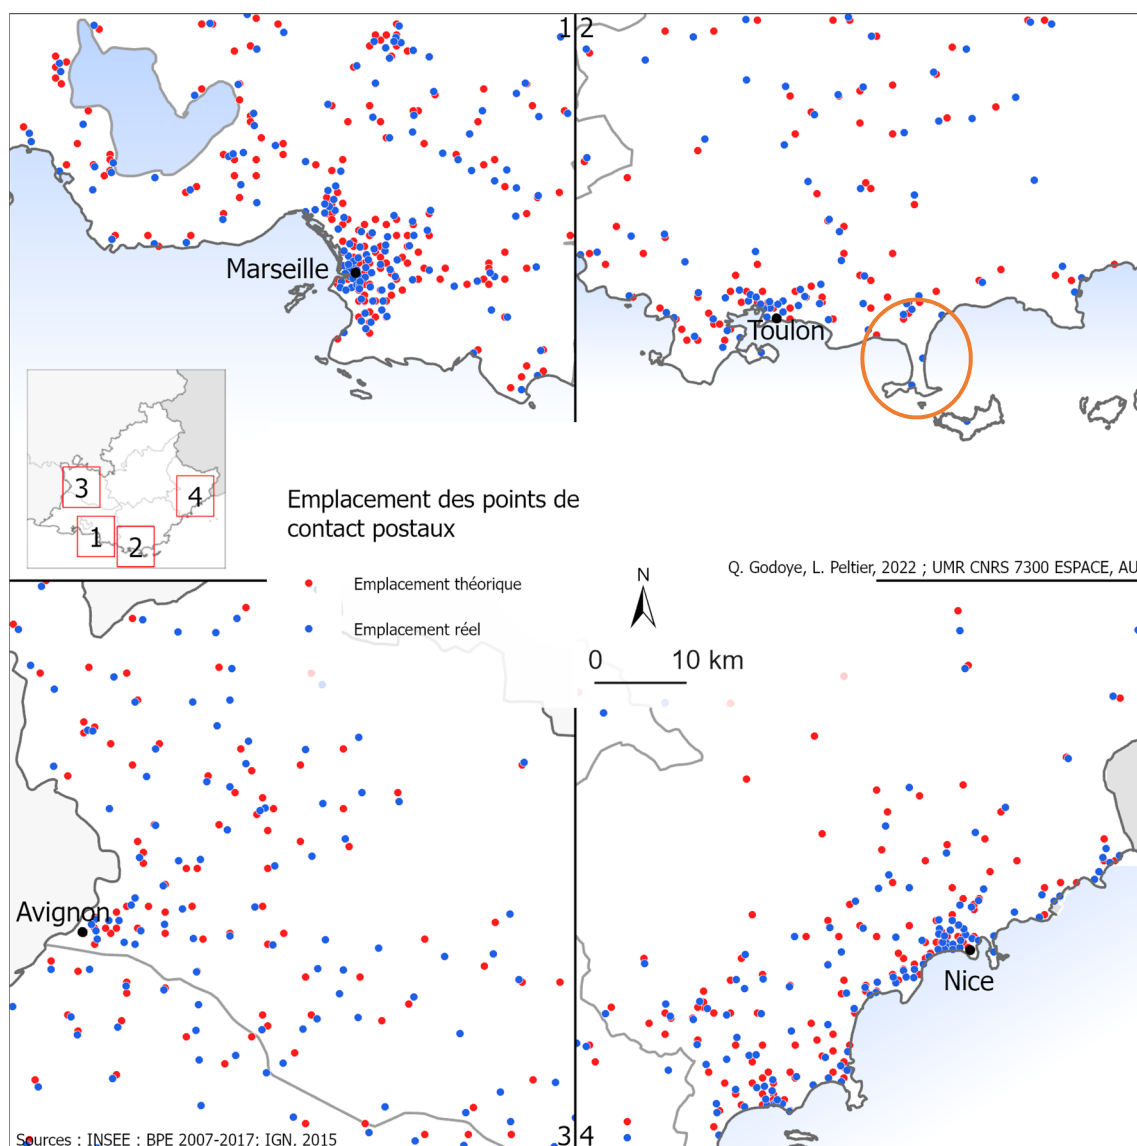 1 2
Marseille
Toulon
3
4
1
2
Emplacement des points de
contact postaux
Q. Godoye, L. Peltier, 2022 ; UMR CNRS 7300 ESPACE, AU
Emplacement théorique
Emplacement réel
N
0 10 km
Avignon
Nice
Sources : INSEE : BPE 2007-2017; IGN, 2015
3 4